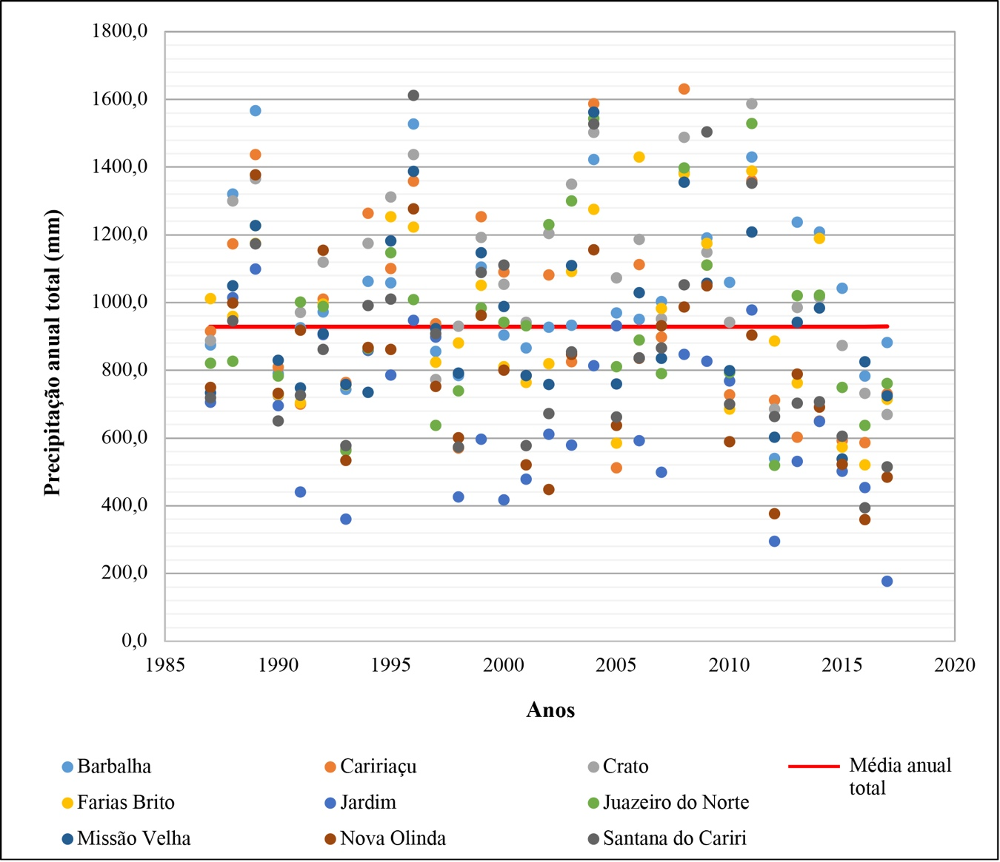 Precipitação anual total (mm)
1800,0
1600,0
1400,0
1200,0
1000,0
800,0
600,0
400,0
200,0
0,0
1985 1990 1995 2000 2005 2010 2015 2020
Anos
Barbalha Caririaçu Crato Média anual
total
Farias Brito Jardim Juazeiro do Norte
Missão Velha Nova Olinda Santana do Cariri